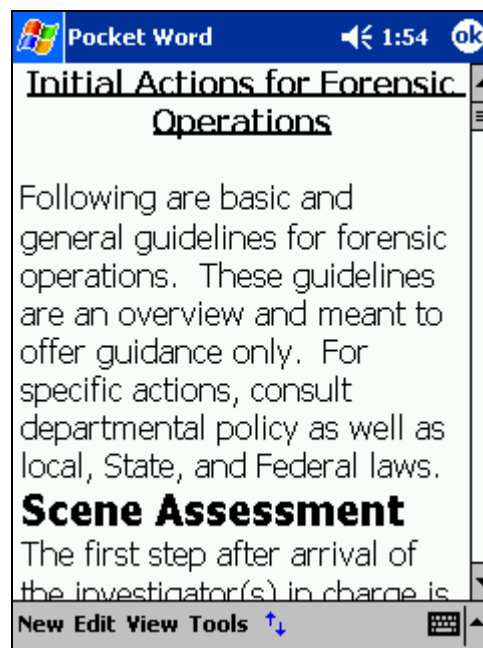 Pocket Word 1:54 ok
Initial Actions for Forensic
Operations
Following are basic and
general guidelines for forensic
operations. These guidelines
are an overview and meant to
offer guidance only. For
specific actions, consult
departmental policy as well as
local, State, and Federal laws.
Scene Assessment
The first step after arrival of
the investigator(s) in charge is
New Edit View Tools